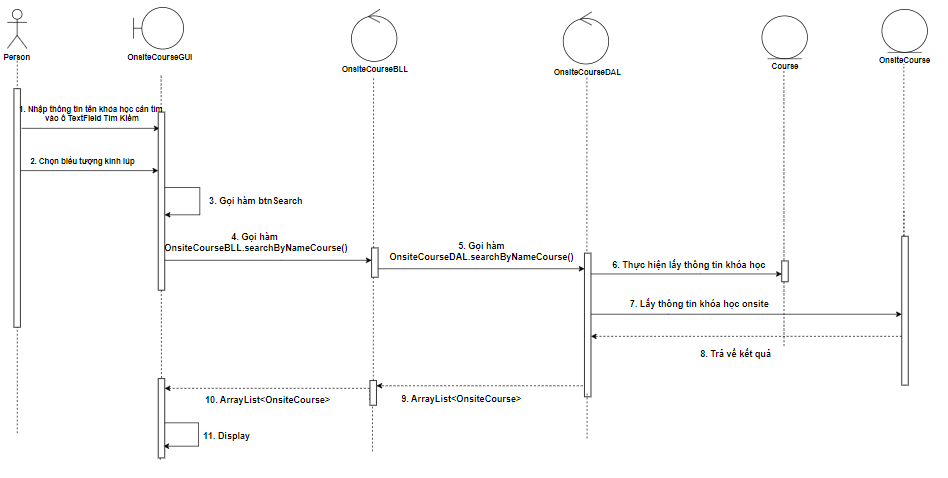 Person
OnsiteCourseGUI
OnsiteCourseBLL
OnsiteCourseDAL
Course
OnsiteCourse
1. Nhập thông tin tên khóa học cần tìm
vào ô TextField Tìm Kiếm
2. Chọn biểu tượng kính lúp
3. Gọi hàm btnSearch
4. Gọi hàm
OnsiteCourseBLL.searchByNameCourse()
5. Gọi hàm
OnsiteCourseDAL.searchByNameCourse()
6. Thực hiện lấy thông tin khóa học
7. Lấy thông tin khóa học onsite
8. Trả về kết quả
9. ArrayList<OnsiteCourse>
10. ArrayList<OnsiteCourse>
11. Display